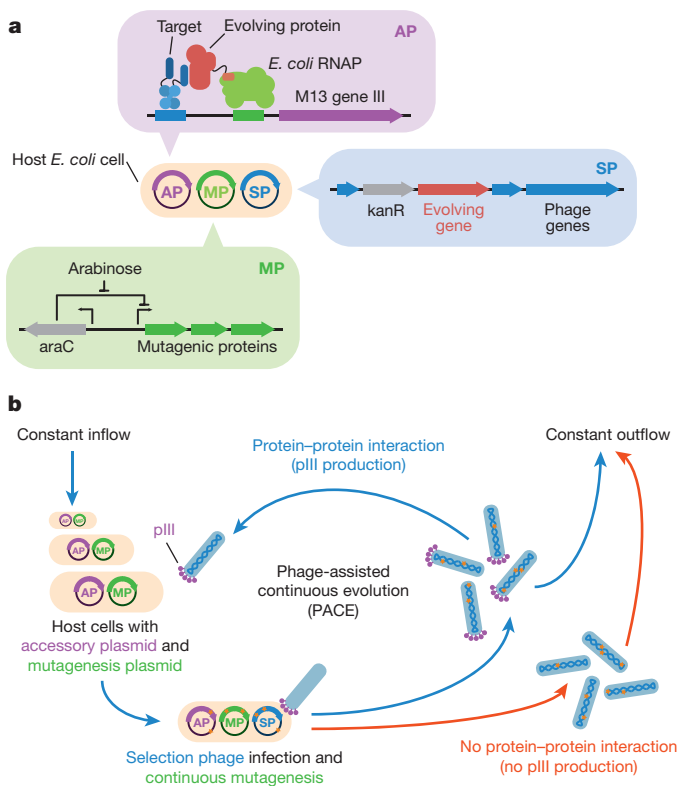 a
Target
Evolving protein
AP
E. coli RNAP
M13 gene III
Host E. coli cell
AP
MP
SP
SP
kanR
Evolving
gene
Phage
genes
Arabinose
MP
araC
Mutagenic proteins
b
Constant inflow
Constant outflow
Protein–protein interaction
(pIII production)
AP
MP
pIII
AP
MP
AP
MP
Phage-assisted
continuous evolution
(PACE)
Host cells with
accessory plasmid and
mutagenesis plasmid
AP
MP
SP
Selection phage infection and
continuous mutagenesis
No protein–protein interaction
(no pIII production)